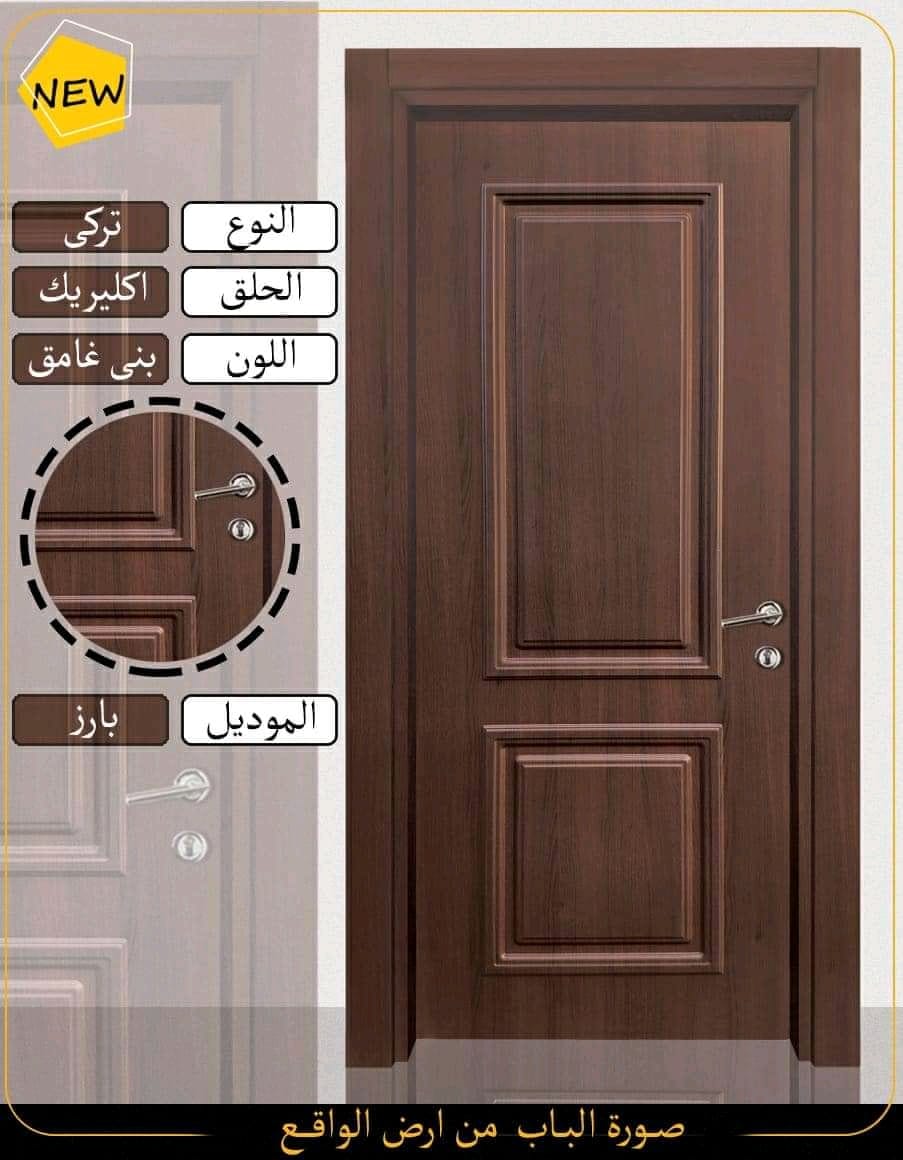 NEW
النوع تركى
الحلق اكليريك
اللون بنى غامق
الموديل بارز
صورة الباب من ارض الواقع